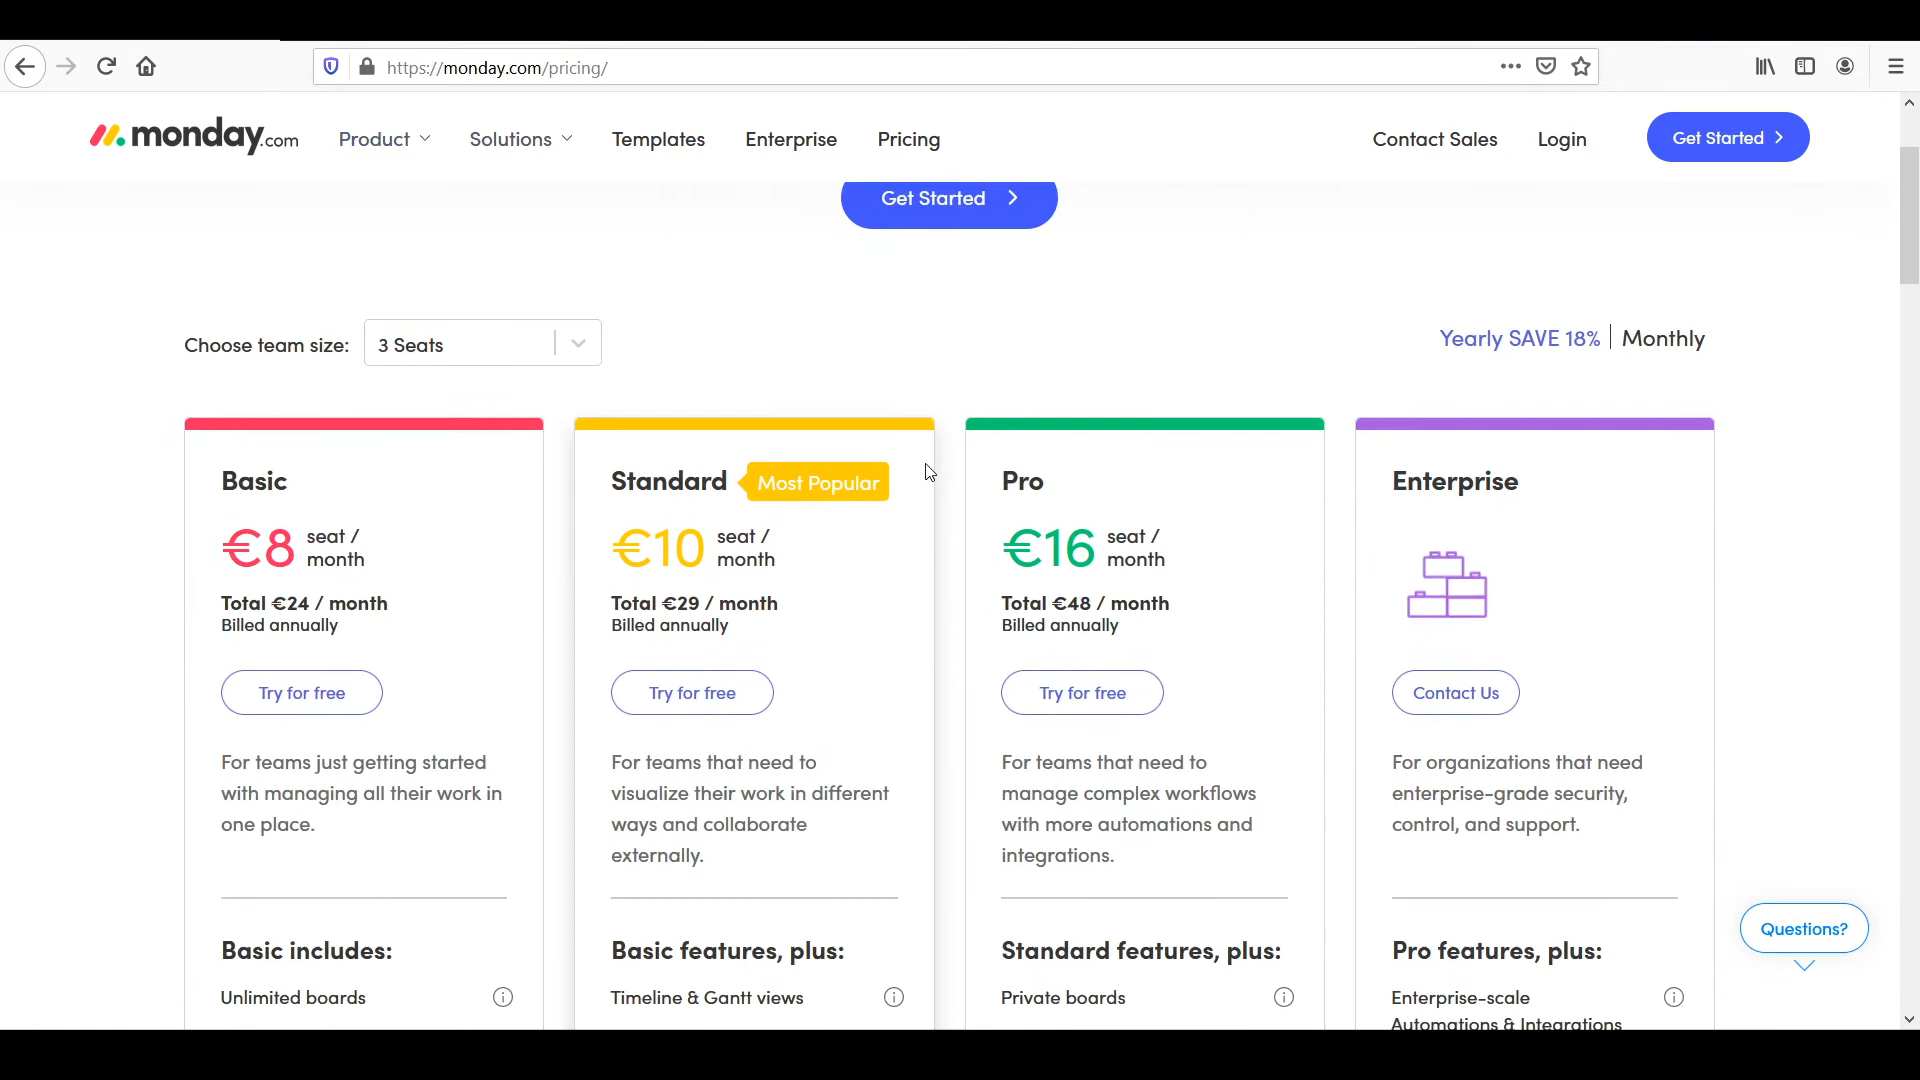 https://monday.com/pricing/
monday.com Product Solutions Templates Enterprise Pricing Contact Sales Login Get Started
Get Started
Choose team size: 3 Seats
Yearly SAVE 18% | Monthly
Basic
€8 seat / month
Total €24 / month
Billed annually
Try for free
For teams just getting started
with managing all their work in
one place.
Basic includes:
Unlimited boards
Standard Most Popular
€10 seat / month
Total €29 / month
Billed annually
Try for free
For teams that need to
visualize their work in different
ways and collaborate
externally.
Basic features, plus:
Timeline & Gantt views
Pro
€16 seat / month
Total €48 / month
Billed annually
Try for free
For teams that need to
manage complex workflows
with more automations and
integrations.
Standard features, plus:
Private boards
Enterprise
Contact Us
For organizations that need
enterprise-grade security,
control, and support.
Pro features, plus:
Enterprise-scale
Automations & Integrations
Questions?